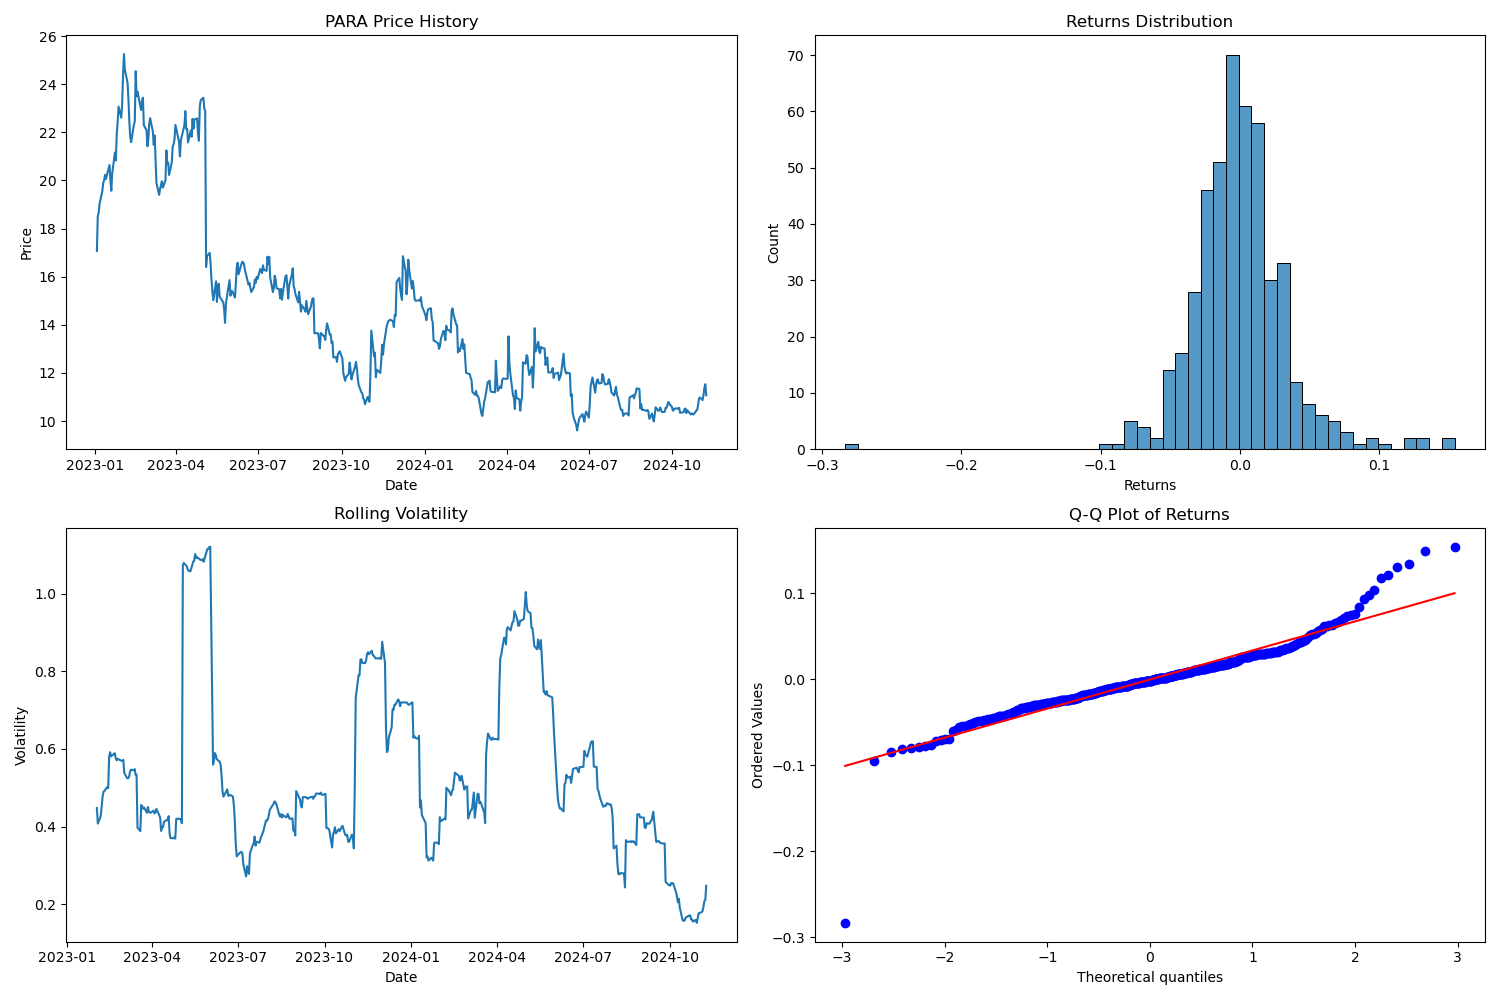 PARA Price History
26
24
22
20
18
16
14
12
10
Price
2023-01 2023-04 2023-07 2023-10 2024-01 2024-04 2024-07 2024-10
Date
Returns Distribution
70
60
50
40
30
20
10
0
Count
−0.3 −0.2 −0.1 0.0 0.1
Returns
Rolling Volatility
1.0
0.8
0.6
0.4
0.2
Volatility
2023-01 2023-04 2023-07 2023-10 2024-01 2024-04 2024-07 2024-10
Date
Q-Q Plot of Returns
0.1
0.0
−0.1
−0.2
−0.3
Ordered Values
−3 −2 −1 0 1 2 3
Theoretical quantiles